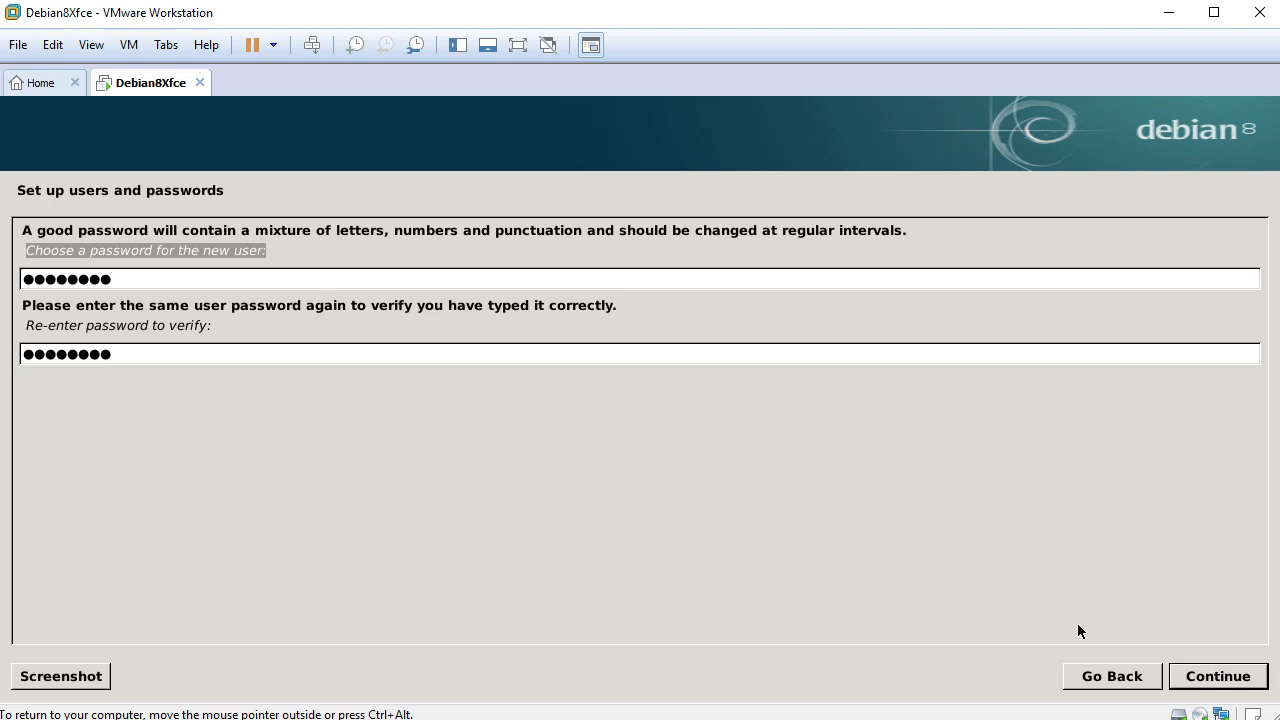 Debian8Xfce - VMware Workstation
File Edit View VM Tabs Help
Home Debian8Xfce
debian 8
Set up users and passwords
A good password will contain a mixture of letters, numbers and punctuation and should be changed at regular intervals.
Choose a password for the new user:
●●●●●●●●
Please enter the same user password again to verify you have typed it correctly.
Re-enter password to verify:
●●●●●●●●
Screenshot Go Back Continue
To return to your computer, move the mouse pointer outside or press Ctrl+Alt.